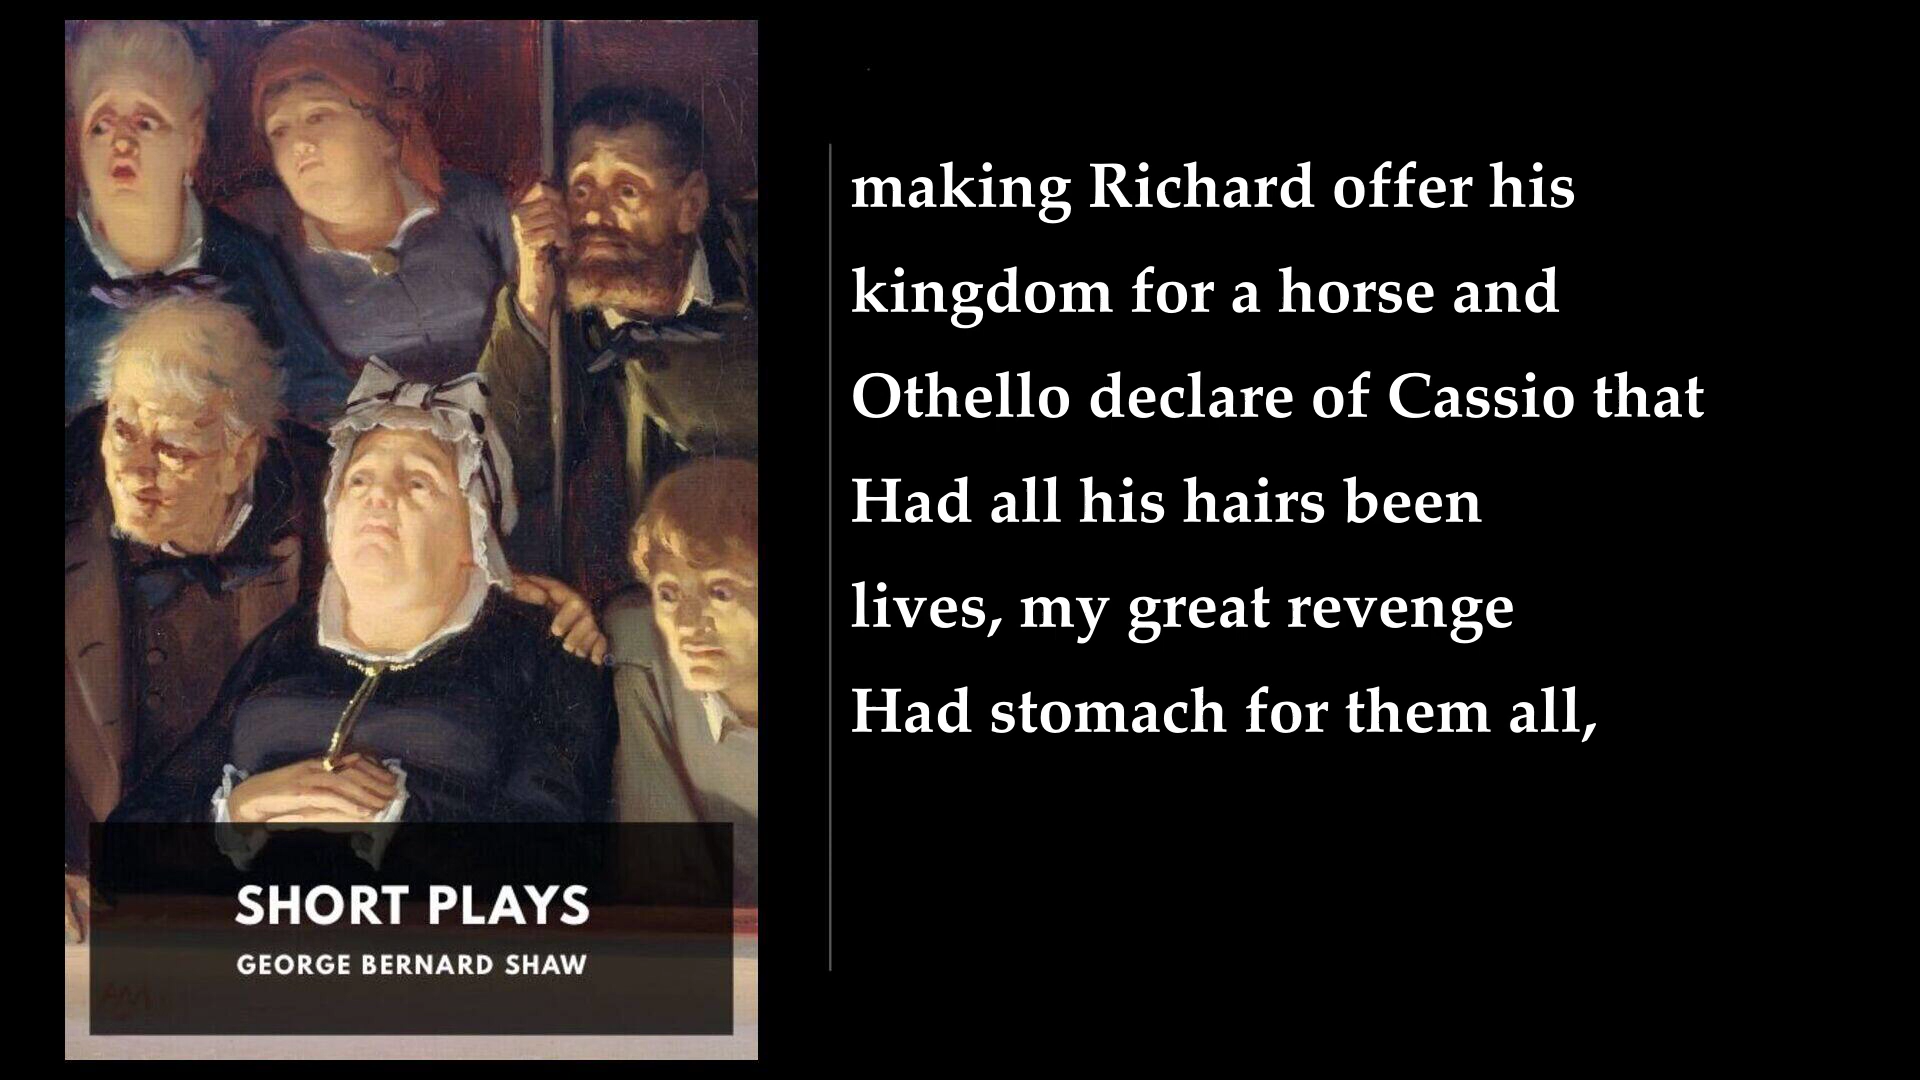 making Richard offer his
kingdom for a horse and
Othello declare of Cassio that
Had all his hairs been
lives, my great revenge
Had stomach for them all,
SHORT PLAYS
GEORGE BERNARD SHAW